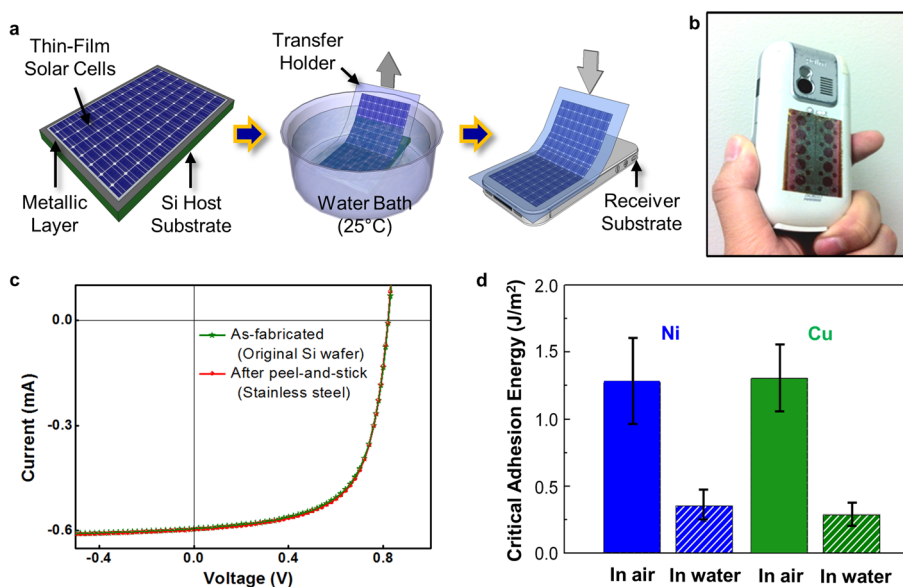 a
Thin-Film
Solar Cells
Metallic
Layer
Si Host
Substrate
Transfer
Holder
Water Bath
(25°C)
Receiver
Substrate
b
c
Current (mA)
0.0
-0.3
-0.6
As-fabricated
(Original Si wafer)
After peel-and-stick
(Stainless steel)
-0.4
0.0
0.4
0.8
Voltage (V)
d
Critical Adhesion Energy (J/m²)
2.0
1.5
1.0
0.5
0.0
Ni
Cu
In air
In water
In air
In water